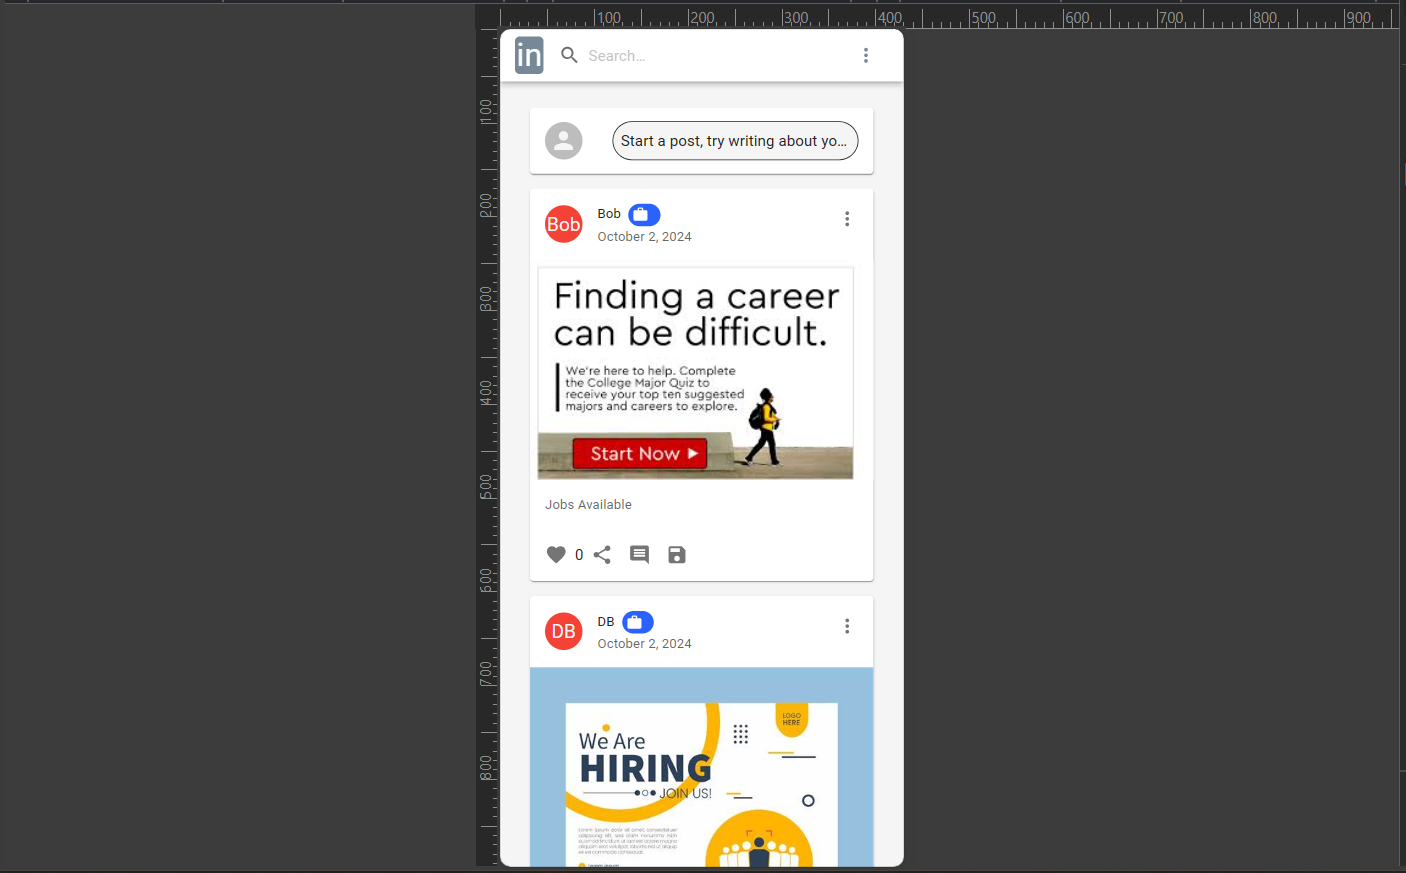 100 200 300 400 500 600 700 800 900
in Search...
100
Start a post, try writing about yo...
200
Bob Bob
October 2, 2024
300
Finding a career
can be difficult.
400
We're here to help. Complete
the College Major Quiz to
receive your top ten suggested
majors and careers to explore.
Start Now
500
Jobs Available
0
600
DB DB
October 2, 2024
700
LOGO
HERE
We Are
HIRING
JOIN US!
800